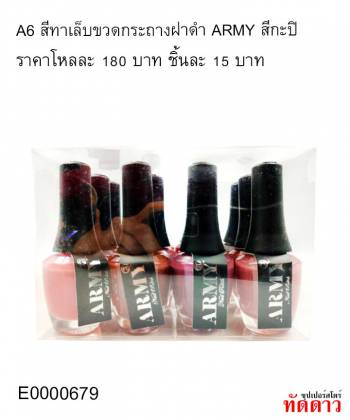 A6 สีทาเล็บขวดกระถางฝาดำ ARMY สีกะปิ
ราคาโหลละ 180 บาท ชิ้นละ 15 บาท
ARMY
ARMY
ARMY
ARMY
E0000679
ซุปเปอร์สโตร์
ทัดดาว